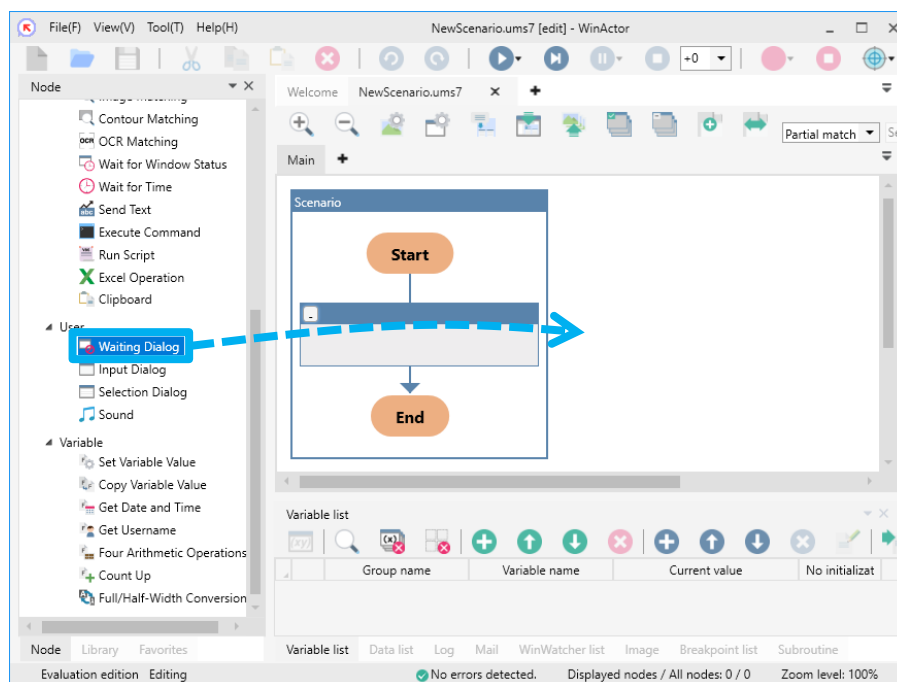 File(F) View(V) Tool(T) Help(H) NewScenario.ums7 [edit] - WinActor
+0
Node
Welcome NewScenario.ums7
Image Matching
Contour Matching
OCR Matching
Wait for Window Status
Wait for Time
Send Text
Execute Command
Run Script
Excel Operation
Clipboard
User
Waiting Dialog
Input Dialog
Selection Dialog
Sound
Variable
Set Variable Value
Copy Variable Value
Get Date and Time
Get Username
Four Arithmetic Operations
Count Up
Full/Half-Width Conversion
Node Library Favorites
Partial match
Main
Scenario
Start
-
End
Variable list
Group name Variable name Current value No initializat
Variable list Data list Log Mail WinWatcher list Image Breakpoint list Subroutine
Evaluation edition Editing No errors detected. Displayed nodes / All nodes: 0 / 0 Zoom level: 100%